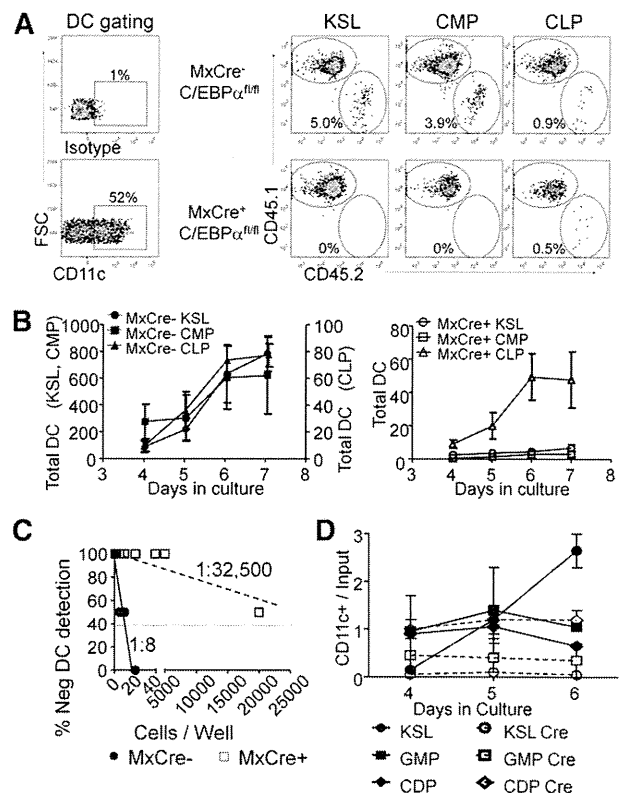 A
DC gating
KSL
CMP
CLP
1%
MxCre-
C/EBPαfl/fl
5.0%
3.9%
0.9%
Isotype
52%
MxCre+
C/EBPαfl/fl
0%
0%
0.5%
FSC
CD45.1
CD11c
CD45.2
B
MxCre- KSL
MxCre- CMP
MxCre- CLP
1000
800
600
400
200
0
Total DC (KSL, CMP)
100
80
60
40
20
0
Total DC (CLP)
3 4 5 6 7 8
Days in culture
MxCre+ KSL
MxCre+ CMP
MxCre+ CLP
80
60
40
20
0
Total DC
3 4 5 6 7 8
Days in culture
C
100
80
60
40
20
0
% Neg DC detection
1:32,500
1:8
0 20 40 5000 10000 15000 20000 25000
Cells / Well
MxCre- MxCre+
D
3
2
1
0
CD11c+ / Input
4 5 6
Days in Culture
KSL KSL Cre
GMP GMP Cre
CDP CDP Cre